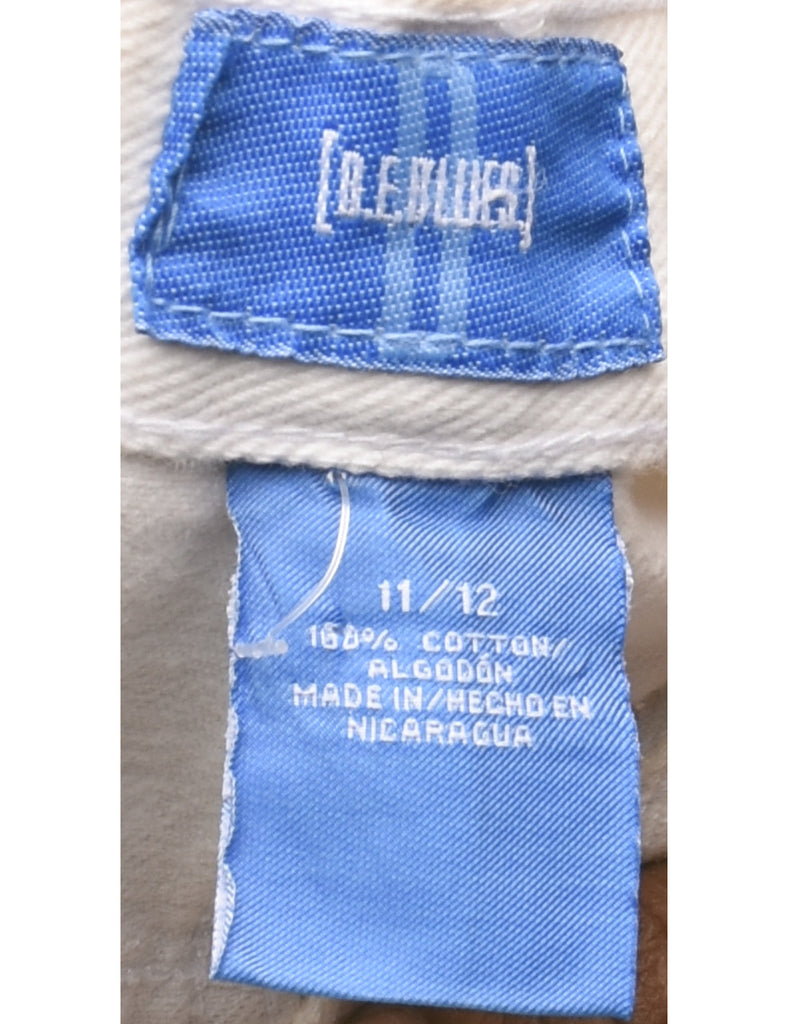 [B.E.BLUES]
11/12
100% COTTON/
ALGODÓN
MADE IN/HECHO EN
NICARAGUA